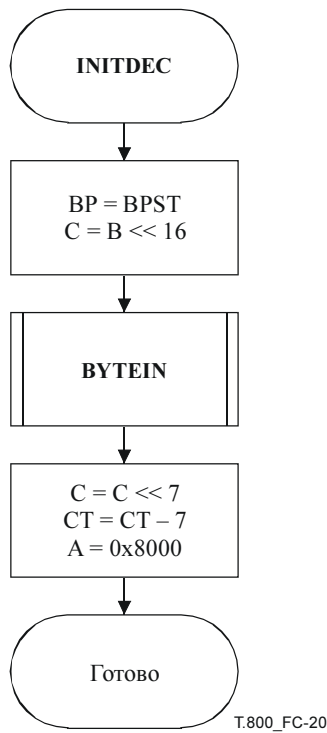 INITDEC
BP = BPST
C = B << 16
BYTEIN
C = C << 7
CT = CT – 7
A = 0x8000
Готово
T.800_FC-20